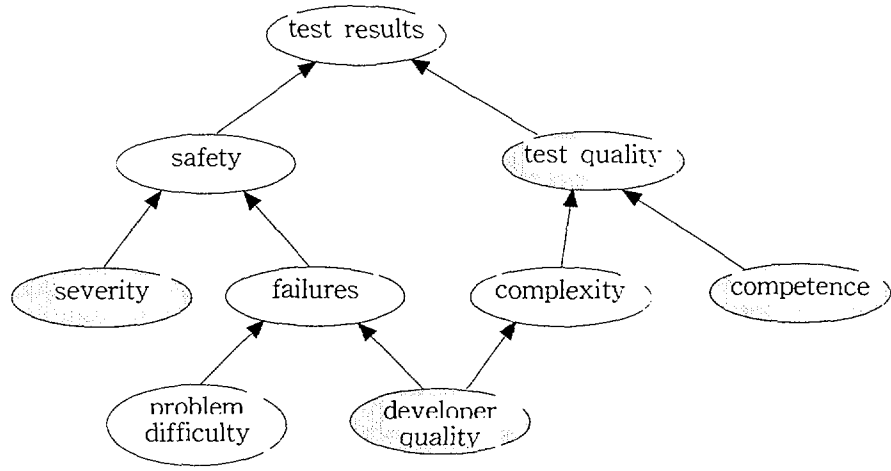 test results
safety
test quality
severity
failures
complexity
competence
problem
difficulty
developer
quality